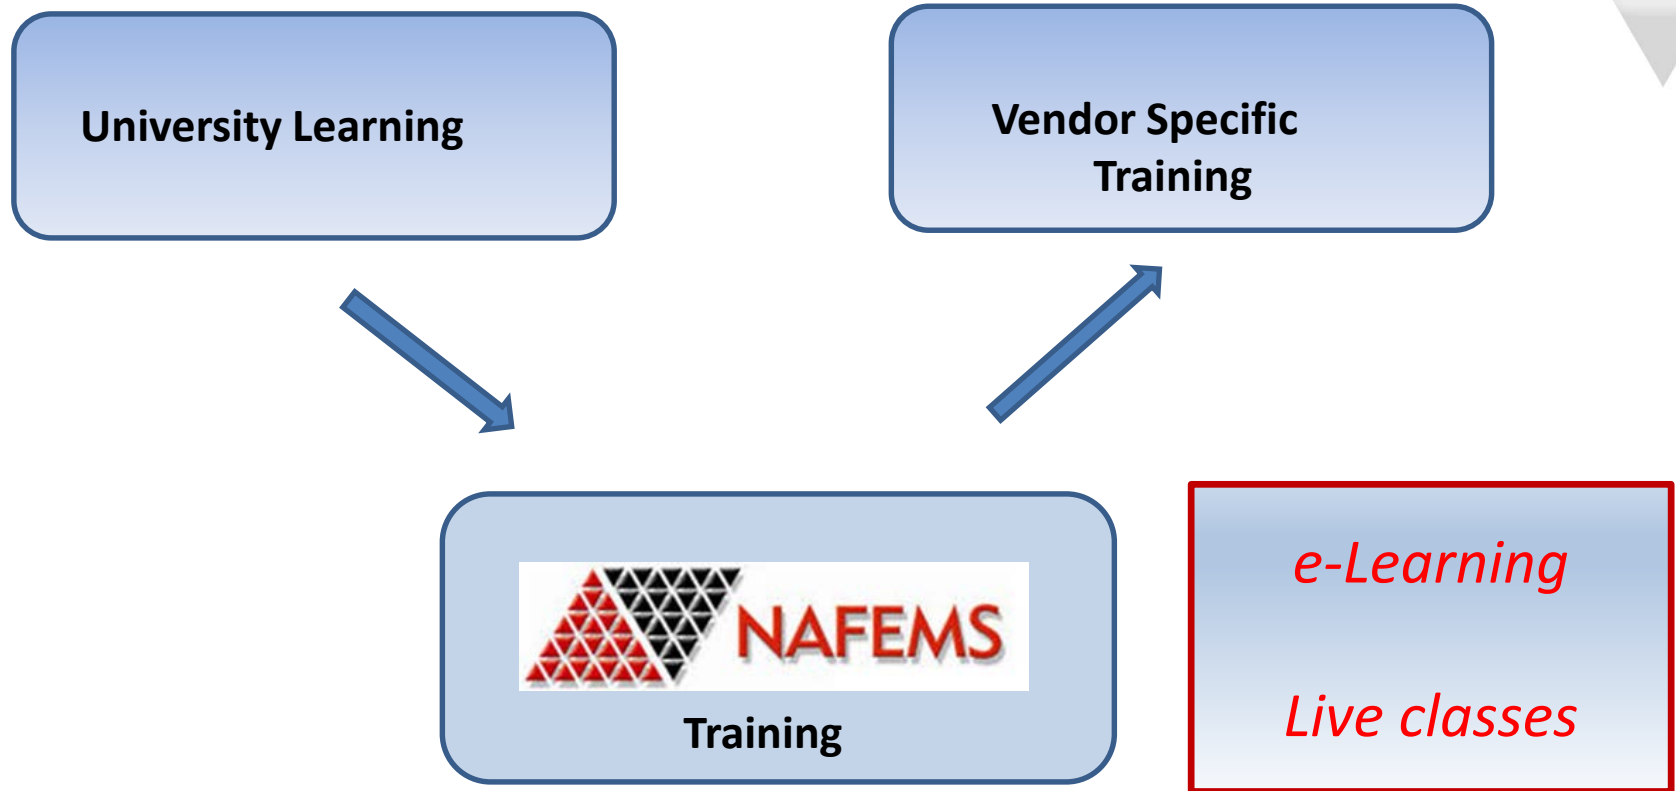 University Learning
Vendor Specific
Training
NAFEMS
Training
e-Learning
Live classes